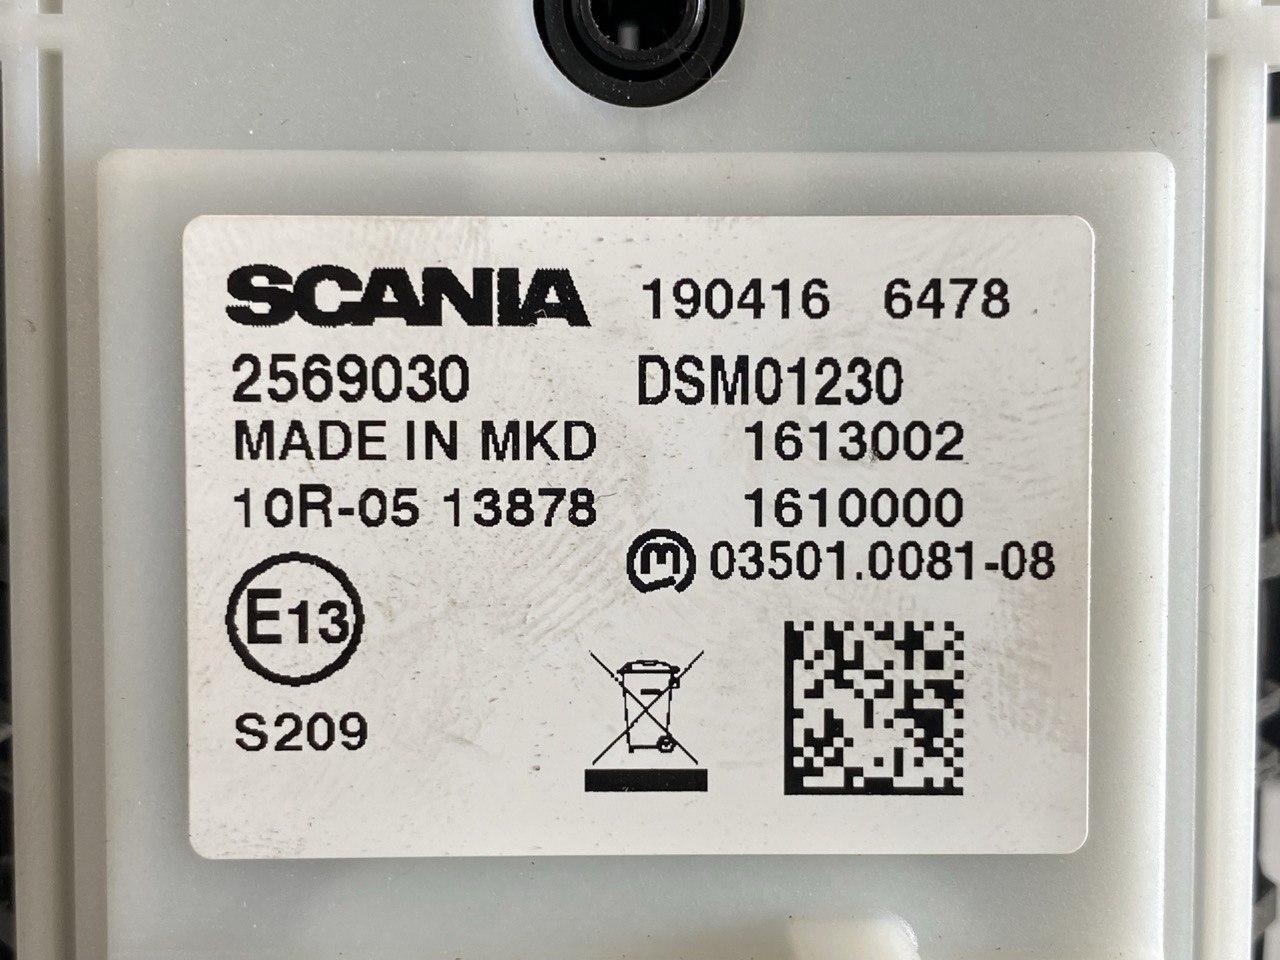 SCANIA 190416 6478
2569030 DSM01230
MADE IN MKD 1613002
10R-05 13878 1610000
M 03501.0081-08
E13
S209